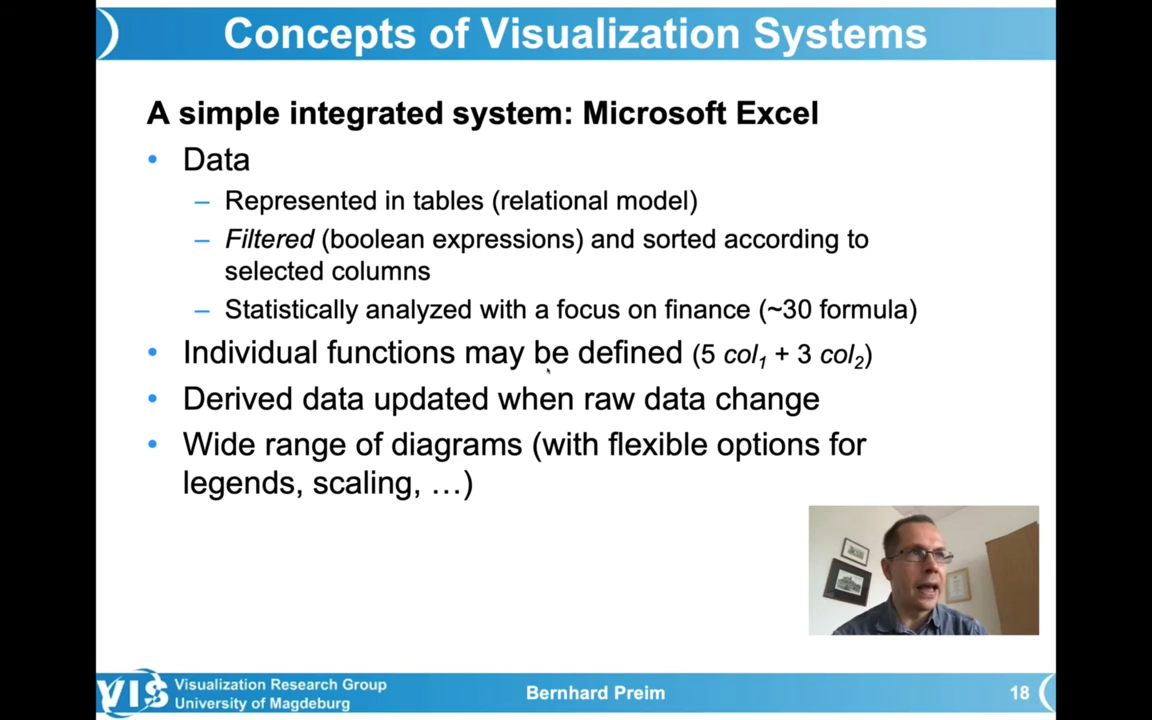 Concepts of Visualization Systems
A simple integrated system: Microsoft Excel
• Data
– Represented in tables (relational model)
– Filtered (boolean expressions) and sorted according to
selected columns
– Statistically analyzed with a focus on finance (~30 formula)
• Individual functions may be defined (5 col₁ + 3 col₂)
• Derived data updated when raw data change
• Wide range of diagrams (with flexible options for
legends, scaling, …)
VIS
Visualization Research Group
University of Magdeburg
Bernhard Preim
18